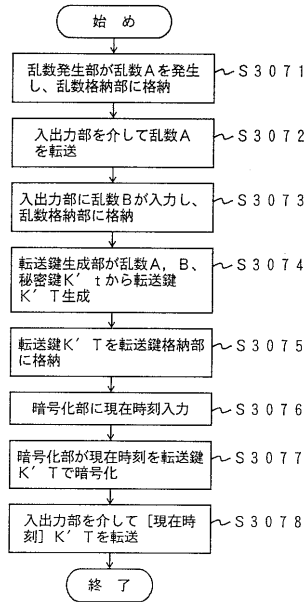 始 め
乱数発生部が乱数Aを発生
し、乱数格納部に格納
S3071
入出力部を介して乱数A
を転送
S3072
入出力部に乱数Bが入力し、
乱数格納部に格納
S3073
転送鍵生成部が乱数A,B、
秘密鍵K′tから転送鍵
K′T生成
S3074
転送鍵K′Tを転送鍵格納部
に格納
S3075
暗号化部に現在時刻入力
S3076
暗号化部が現在時刻を転送鍵
K′Tで暗号化
S3077
入出力部を介して[現在時
刻]K′Tを転送
S3078
終 了